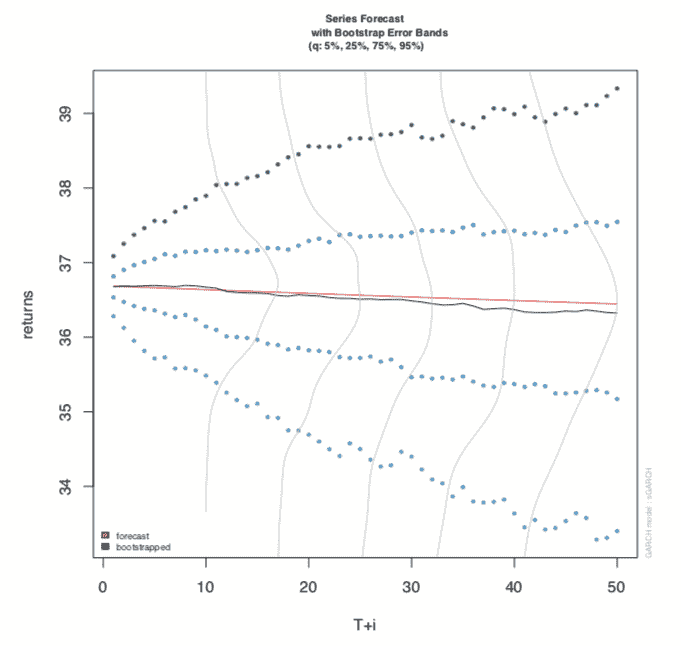 Series Forecast
with Bootstrap Error Bands
(q: 5%, 25%, 75%, 95%)
39
38
37
36
35
34
returns
forecast
bootstrapped
GARCH model : sGARCH
0 10 20 30 40 50
T+i